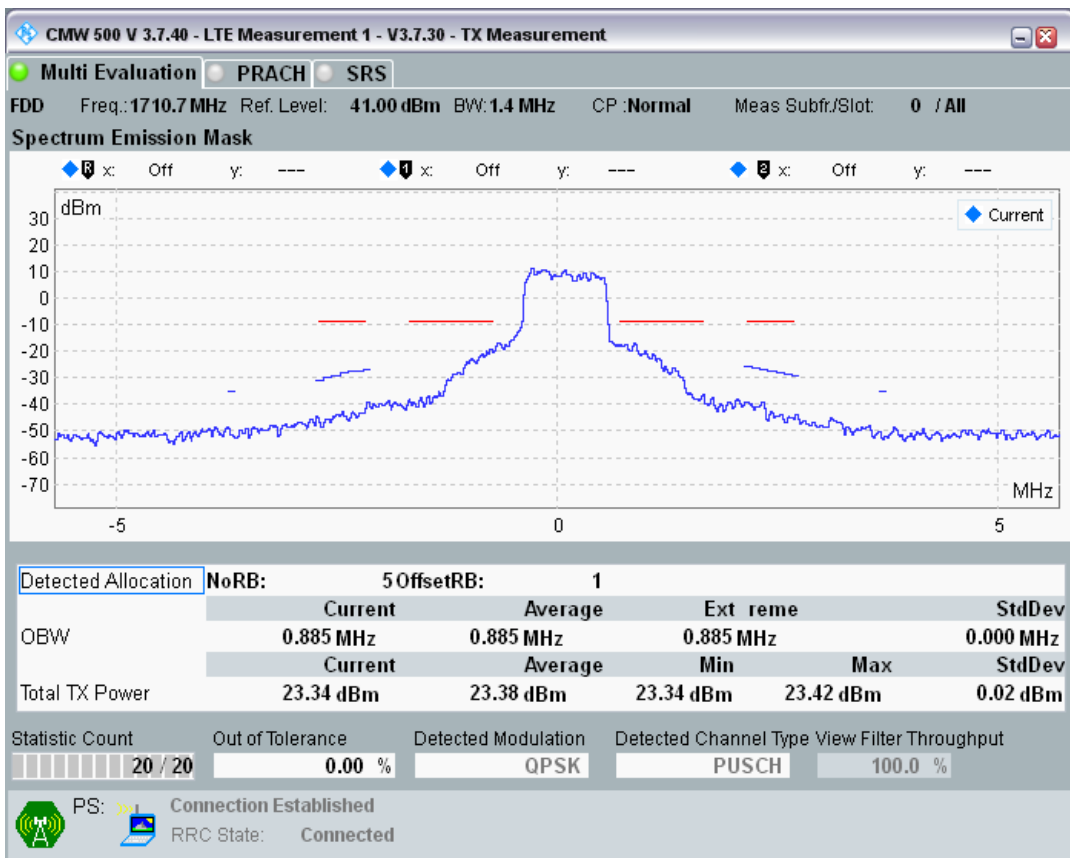 CMW 500 V 3.7.40 - LTE Measurement 1 - V3.7.30 - TX Measurement
Multi Evaluation PRACH SRS
FDD Freq.: 1710.7 MHz Ref. Level: 41.00 dBm BW: 1.4 MHz CP : Normal Meas Subfr./Slot: 0 / All
Spectrum Emission Mask
R x: Off y: --- 1 x: Off y: --- 2 x: Off y: ---
dBm
Current
30
20
10
0
-10
-20
-30
-40
-50
-60
-70
MHz
-5 0 5
Detected Allocation NoRB: 5 OffsetRB: 1
Current Average Ext reme StdDev
OBW 0.885 MHz 0.885 MHz 0.885 MHz 0.000 MHz
Current Average Min Max StdDev
Total TX Power 23.34 dBm 23.38 dBm 23.34 dBm 23.42 dBm 0.02 dBm
Statistic Count Out of Tolerance Detected Modulation Detected Channel Type View Filter Throughput
20 / 20 0.00 % QPSK PUSCH 100.0 %
PS: Connection Established
RRC State: Connected